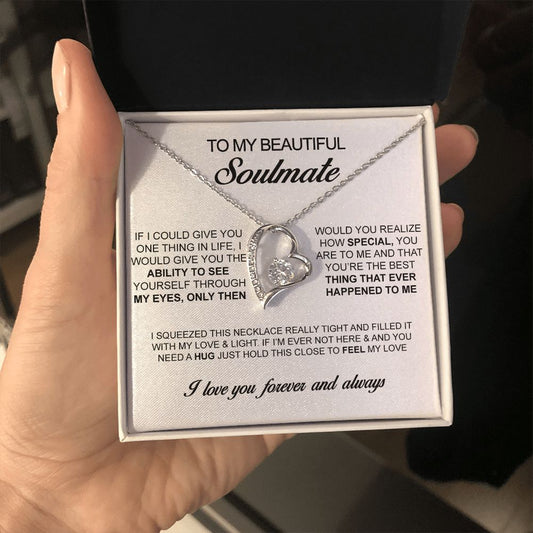 TO MY BEAUTIFUL
Soulmate
IF I COULD GIVE YOU
ONE THING IN LIFE, I
WOULD GIVE YOU THE
ABILITY TO SEE
YOURSELF THROUGH
MY EYES, ONLY THEN
WOULD YOU REALIZE
HOW SPECIAL, YOU
ARE TO ME AND THAT
YOU'RE THE BEST
THING THAT EVER
HAPPENED TO ME
I SQUEEZED THIS NECKLACE REALLY TIGHT AND FILLED IT
WITH MY LOVE & LIGHT. IF I'M EVER NOT HERE & AND YOU
NEED A HUG JUST HOLD THIS CLOSE TO FEEL MY LOVE
I love you forever and always